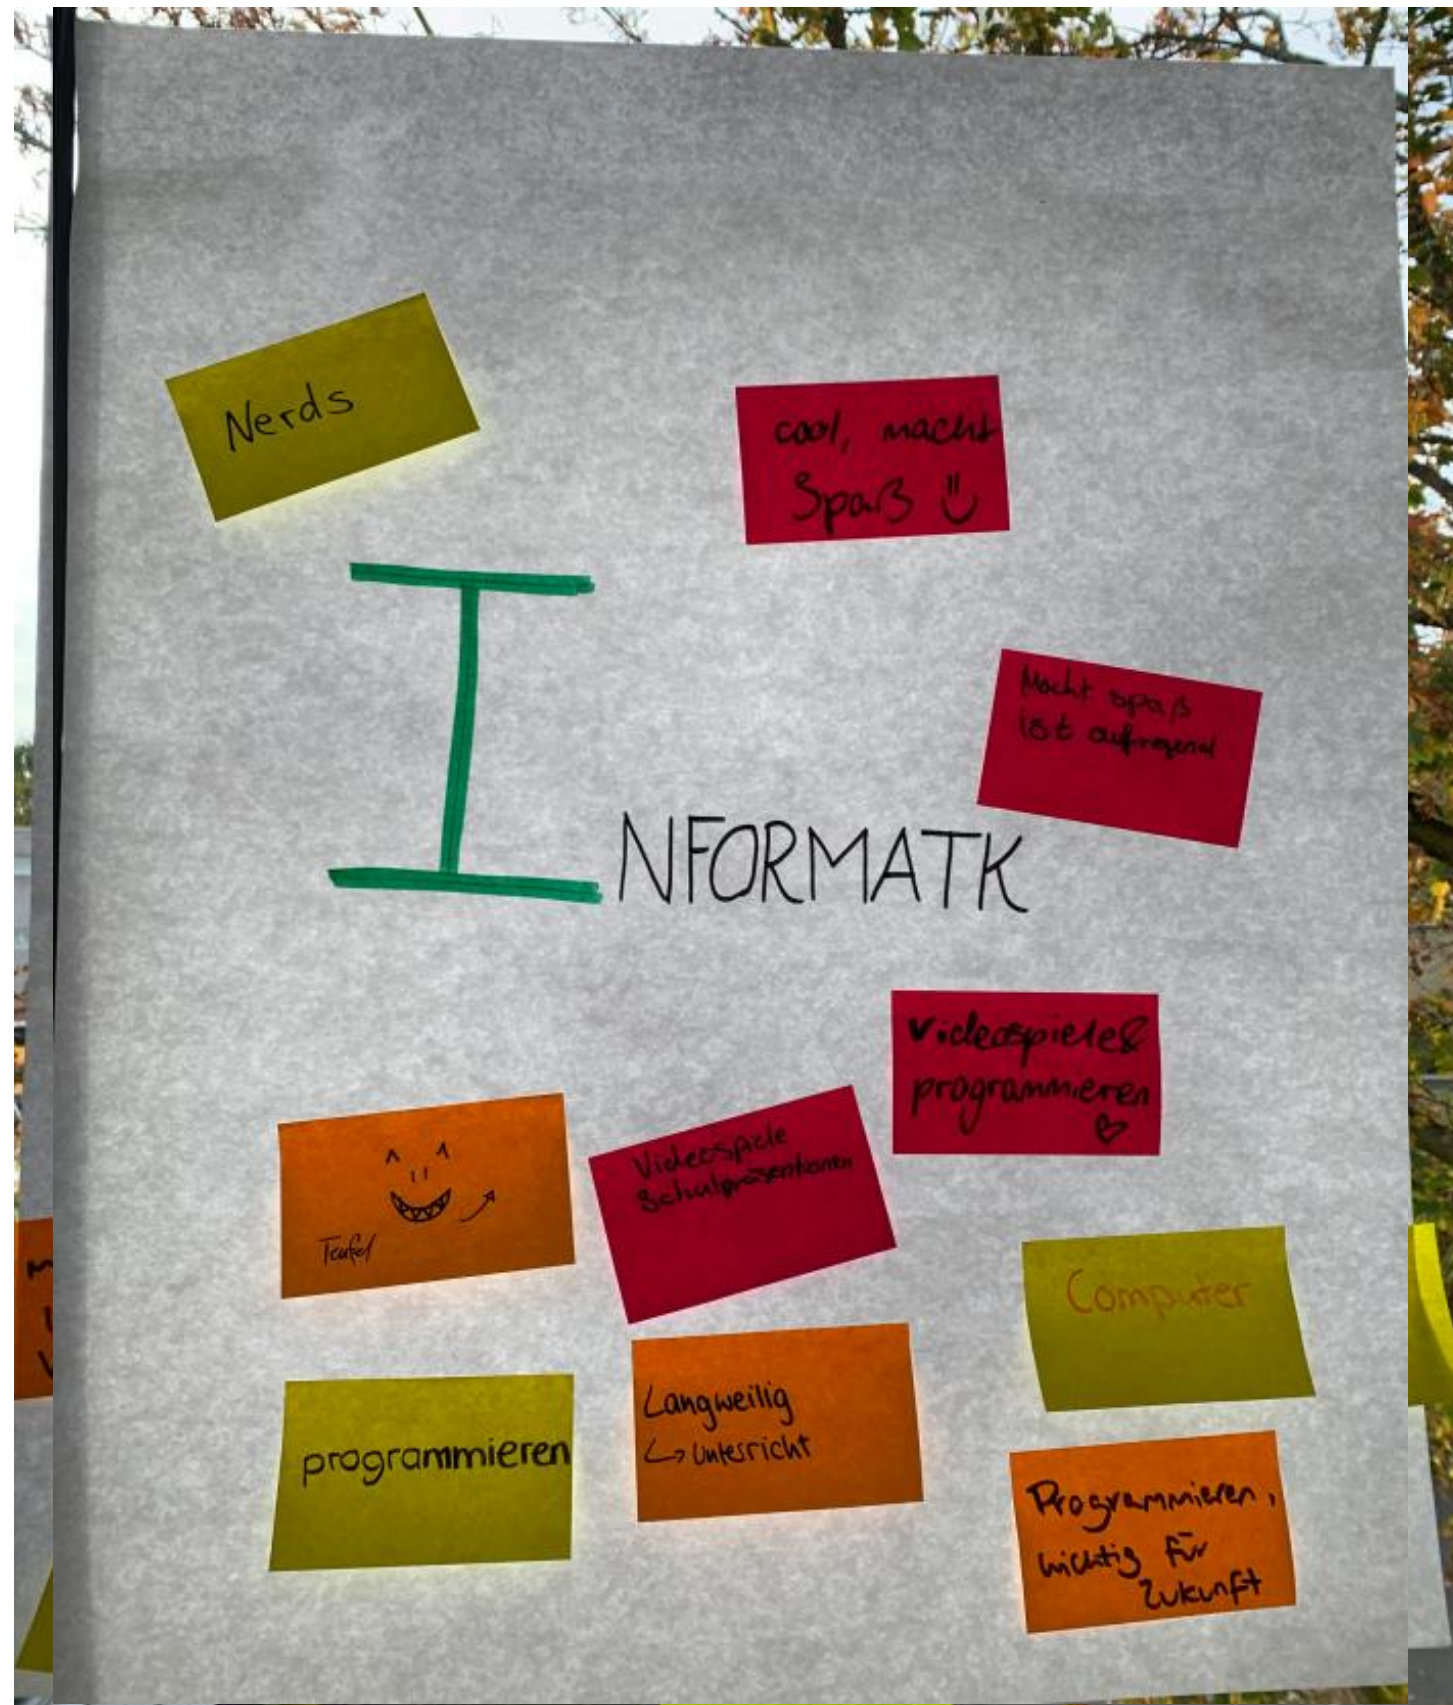 Nerds
cool, macht
Spaß
Macht spaß
ist aufregend
INFORMATK
Videospiele&
programmieren
Teufel
Videospiele
Schulpräsentionen
Computer
programmieren
Langweilig
↳ Unterricht
Programmieren,
wichtig für
Zukunft